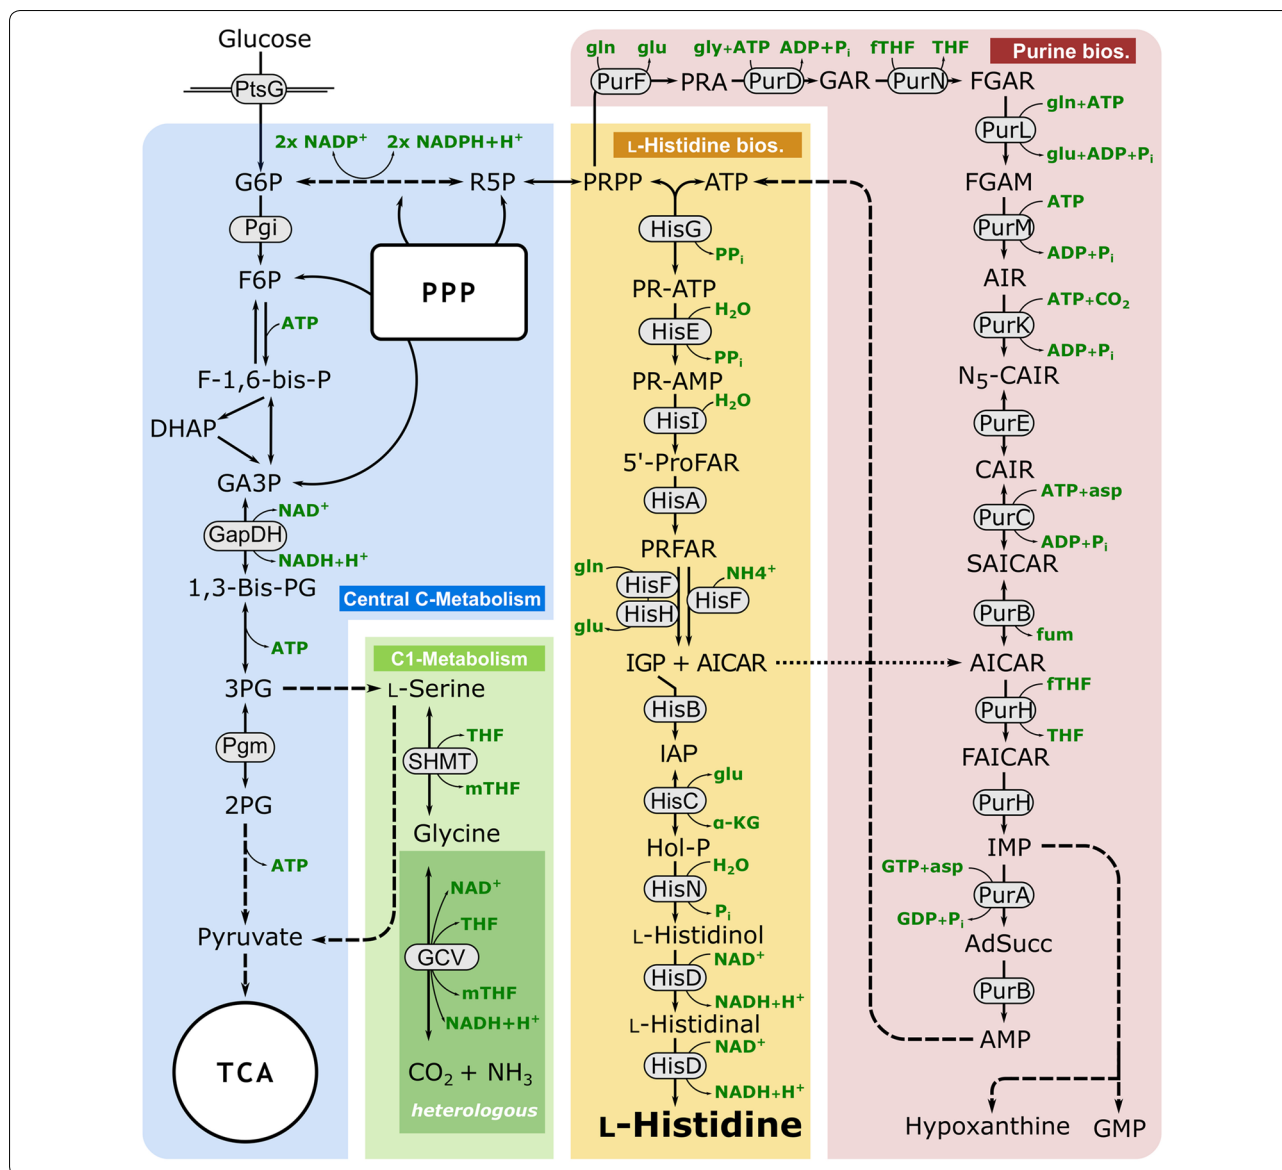 Glucose
PtsG
2x NADP⁺ 2x NADPH+H⁺
G6P
R5P
Pgi
F6P
PPP
ATP
F-1,6-bis-P
DHAP
GA3P
NAD⁺
GapDH
NADH+H⁺
1,3-Bis-PG
Central C-Metabolism
ATP
3PG
Pgm
2PG
ATP
Pyruvate
TCA
C1-Metabolism
L-Serine
THF
SHMT
mTHF
Glycine
NAD⁺
THF
GCV
mTHF
NADH+H⁺
CO₂ + NH₃
heterologous
L-Histidine bios.
PRPP
ATP
HisG
PPᵢ
PR-ATP
H₂O
HisE
PPᵢ
PR-AMP
H₂O
HisI
5'-ProFAR
HisA
PRFAR
gln
NH4⁺
HisF
HisF
HisH
glu
IGP + AICAR
HisB
IAP
glu
HisC
α-KG
Hol-P
H₂O
HisN
Pᵢ
L-Histidinol
NAD⁺
HisD
NADH+H⁺
L-Histidinal
NAD⁺
HisD
NADH+H⁺
L-Histidine
Purine bios.
gln glu gly+ATP ADP+Pᵢ fTHF THF
PurF PRA PurD GAR PurN FGAR
gln+ATP
PurL
glu+ADP+Pᵢ
FGAM
ATP
PurM
ADP+Pᵢ
AIR
ATP+CO₂
PurK
ADP+Pᵢ
N₅-CAIR
PurE
CAIR
ATP+asp
PurC
ADP+Pᵢ
SAICAR
PurB
fum
AICAR
fTHF
PurH
THF
FAICAR
PurH
IMP
GTP+asp
PurA
GDP+Pᵢ
AdSucc
PurB
AMP
Hypoxanthine
GMP